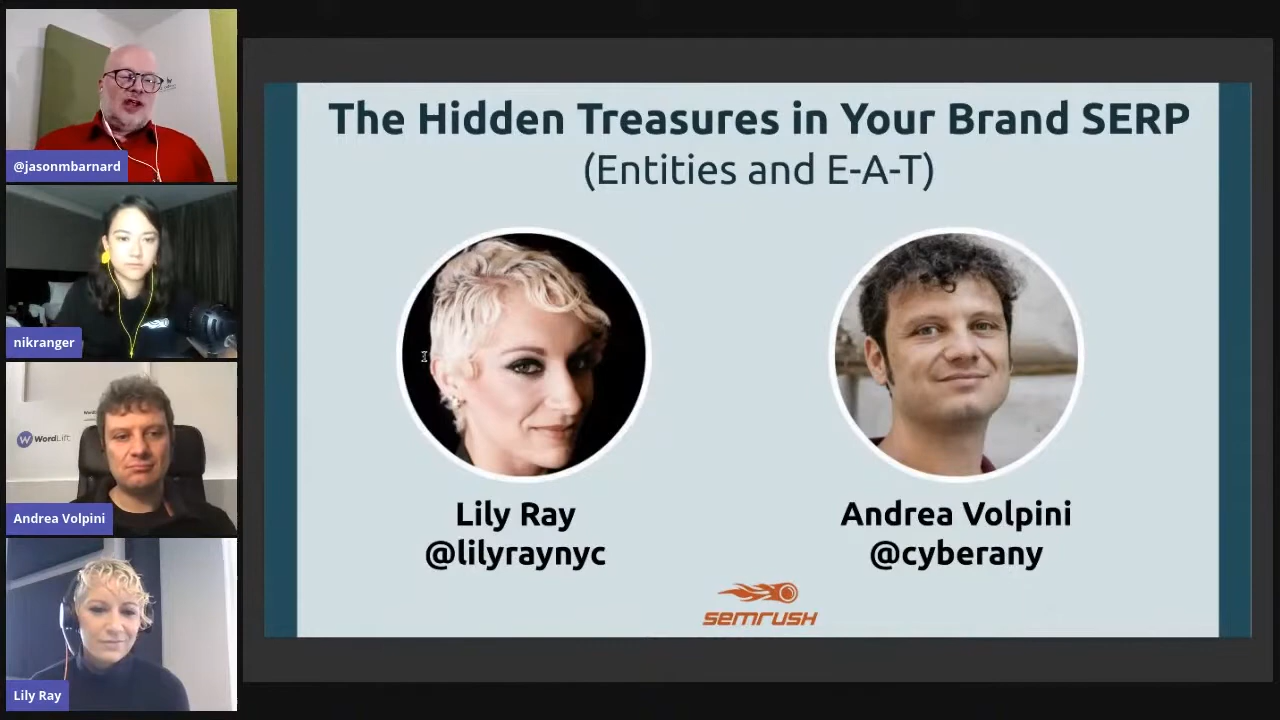 @jasonmbarnard
nikranger
WordLift
Andrea Volpini
Lily Ray
The Hidden Treasures in Your Brand SERP
(Entities and E-A-T)
Lily Ray
@lilyraynyc
Andrea Volpini
@cyberany
SEMRUSH